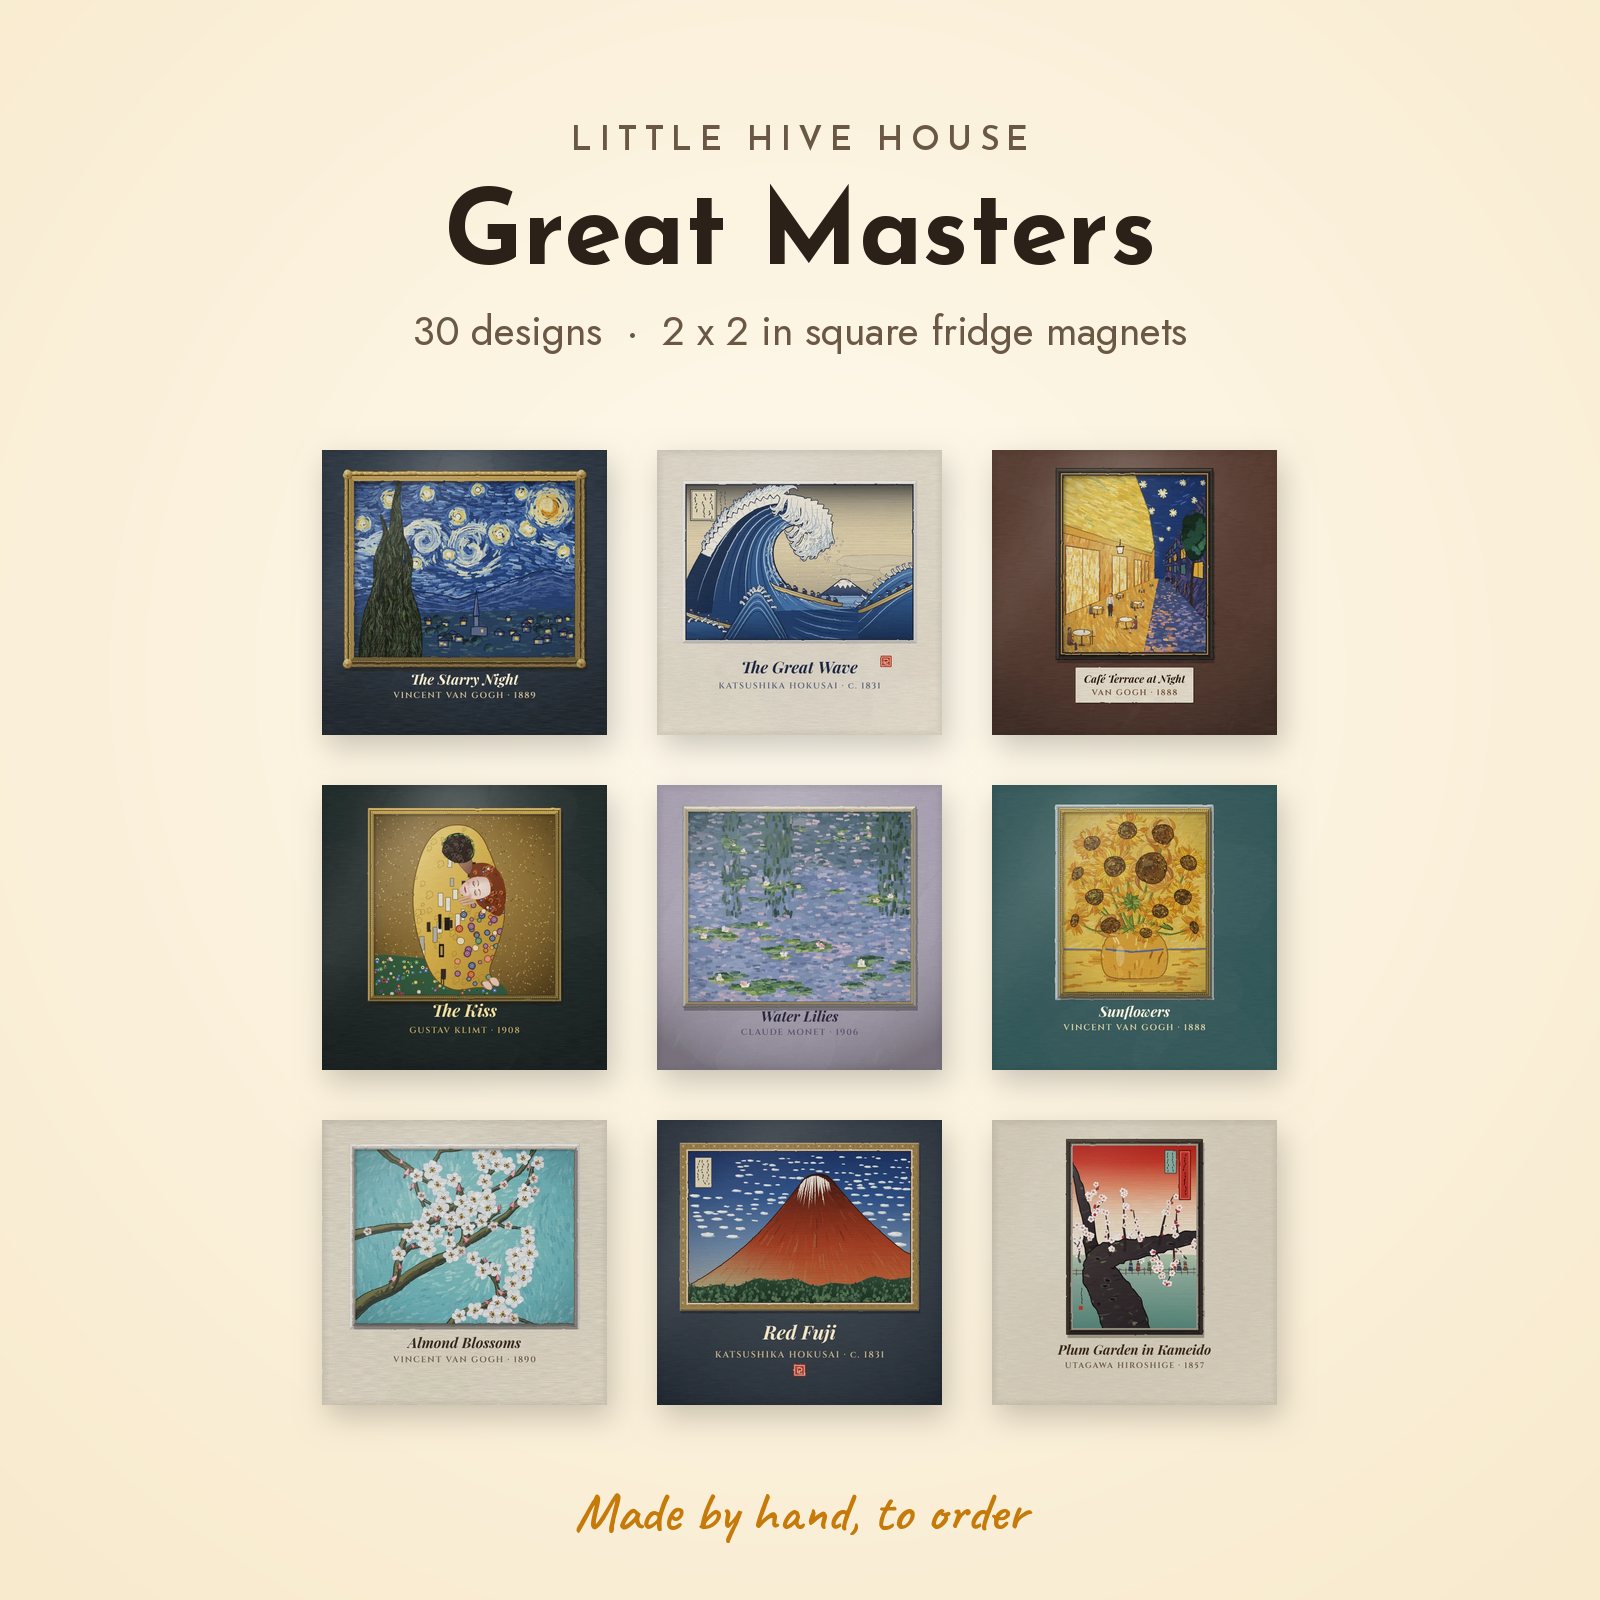 LITTLE HIVE HOUSE
Great Masters
30 designs · 2 x 2 in square fridge magnets
The Starry Night
VINCENT VAN GOGH · 1889
The Great Wave
KATSUSHIKA HOKUSAI · C. 1831
Café Terrace at Night
VAN GOGH · 1888
The Kiss
GUSTAV KLIMT · 1908
Water Lilies
CLAUDE MONET · 1906
Sunflowers
VINCENT VAN GOGH · 1888
Almond Blossoms
VINCENT VAN GOGH · 1890
Red Fuji
KATSUSHIKA HOKUSAI · C. 1831
Plum Garden in Kameido
UTAGAWA HIROSHIGE · 1857
Made by hand, to order